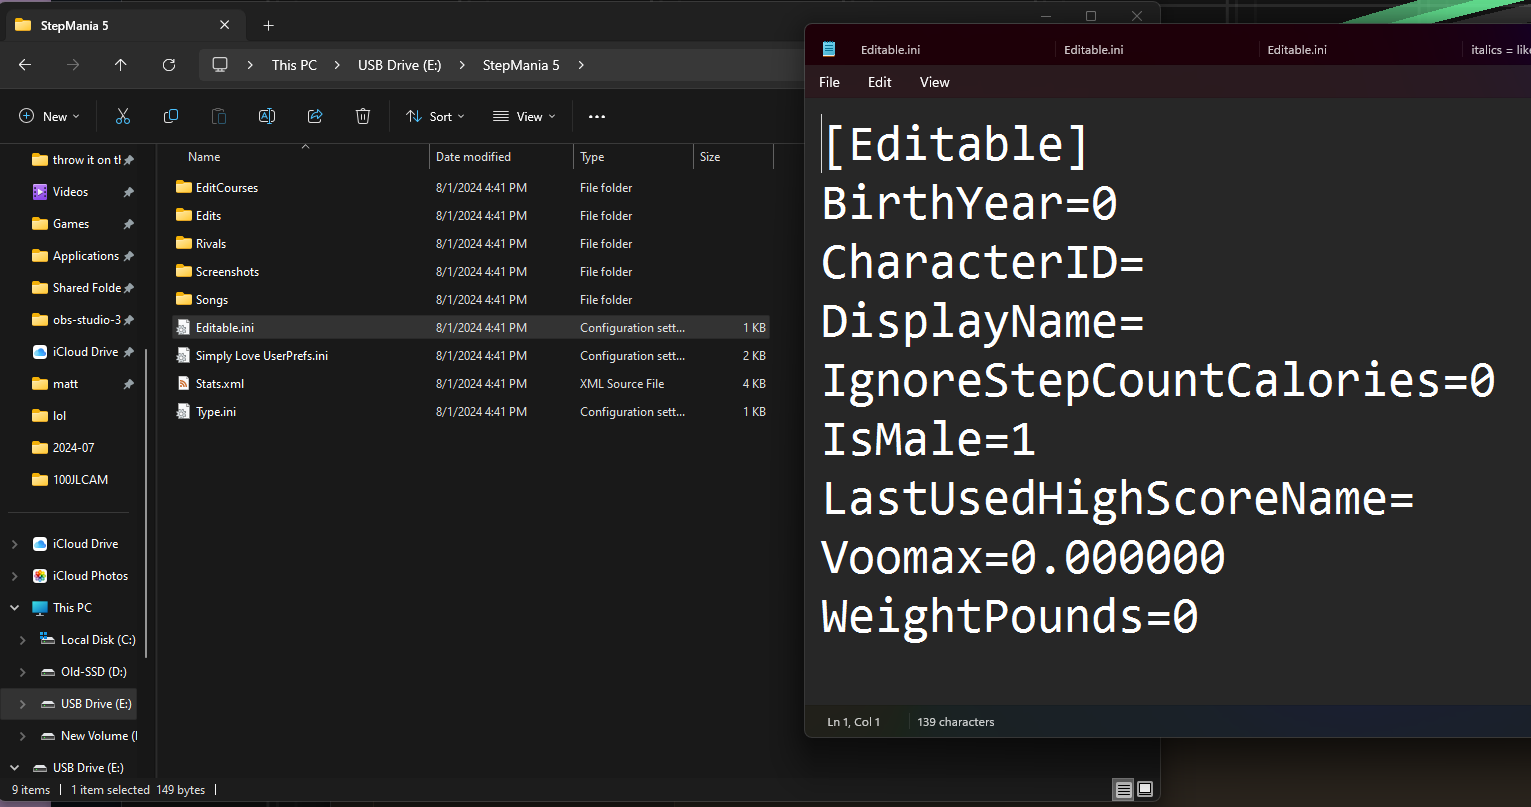 StepMania 5
This PC
USB Drive (E:)
StepMania 5
New
Sort
View
throw it on th
Videos
Games
Applications
Shared Folde
obs-studio-3
iCloud Drive
matt
lol
2024-07
100JLCAM
iCloud Drive
iCloud Photos
This PC
Local Disk (C:)
Old-SSD (D:)
USB Drive (E:)
New Volume (
USB Drive (E:)
Name Date modified Type Size
EditCourses 8/1/2024 4:41 PM File folder
Edits 8/1/2024 4:41 PM File folder
Rivals 8/1/2024 4:41 PM File folder
Screenshots 8/1/2024 4:41 PM File folder
Songs 8/1/2024 4:41 PM File folder
Editable.ini 8/1/2024 4:41 PM Configuration sett... 1 KB
Simply Love UserPrefs.ini 8/1/2024 4:41 PM Configuration sett... 2 KB
Stats.xml 8/1/2024 4:41 PM XML Source File 4 KB
Type.ini 8/1/2024 4:41 PM Configuration sett... 1 KB
9 items 1 item selected 149 bytes
Editable.ini Editable.ini Editable.ini italics = lik
File Edit View
[Editable]
BirthYear=0
CharacterID=
DisplayName=
IgnoreStepCountCalories=0
IsMale=1
LastUsedHighScoreName=
Voomax=0.000000
WeightPounds=0
Ln 1, Col 1 139 characters